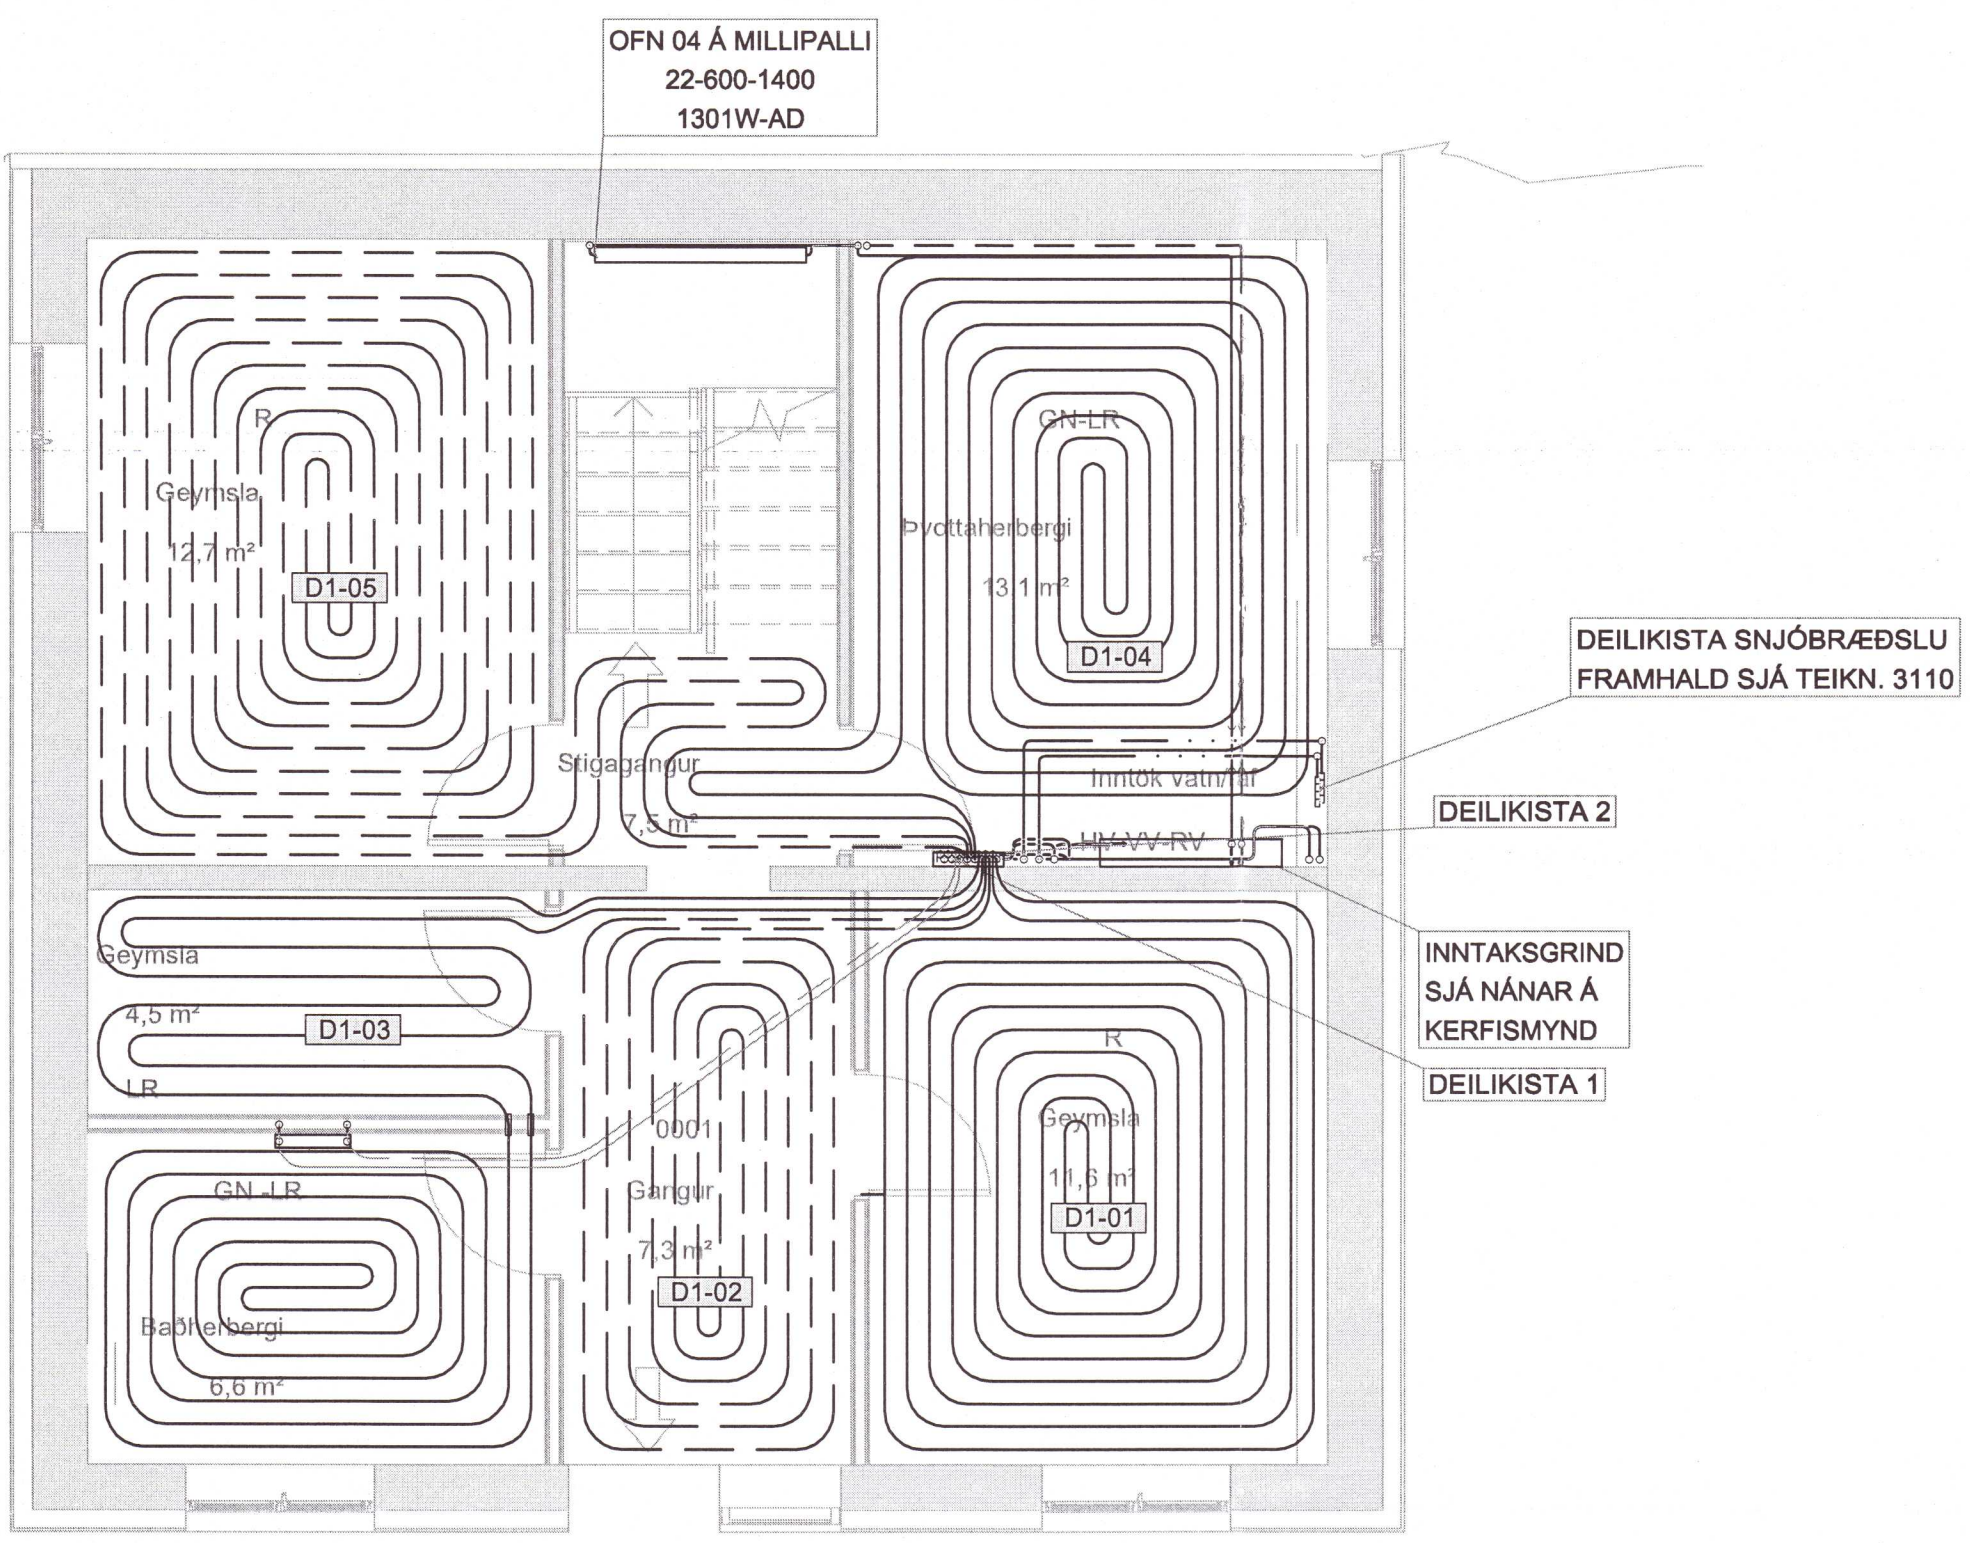 OFN 04 Á MILLIPALLI
22-600-1400
1301W-AD
R
Geymsla
12,7 m²
D1-05
GN-LR
Þvottaherbergi
13,1 m²
D1-04
DEILIKISTA SNJÓBRÆÐSLU
FRAMHALD SJÁ TEIKN. 3110
Stigagangur
7,5 m²
Inntök vatn/raf
HV-VV-RV
DEILIKISTA 2
INNTAKSGRIND
SJÁ NÁNAR Á
KERFISMYND
DEILIKISTA 1
Geymsla
4,5 m²
D1-03
LR
GN -LR
Baðherbergi
6,6 m²
0001
Gangur
7,3 m²
D1-02
R
Geymsla
11,6 m²
D1-01